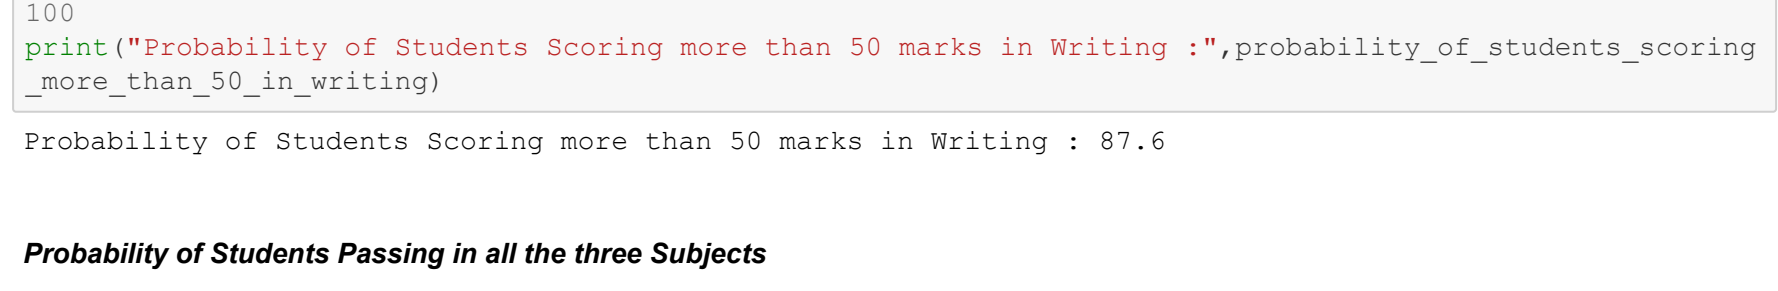 100
print("Probability of Students Scoring more than 50 marks in Writing :",probability_of_students_scoring
_more_than_50_in_writing)
Probability of Students Scoring more than 50 marks in Writing : 87.6
Probability of Students Passing in all the three Subjects